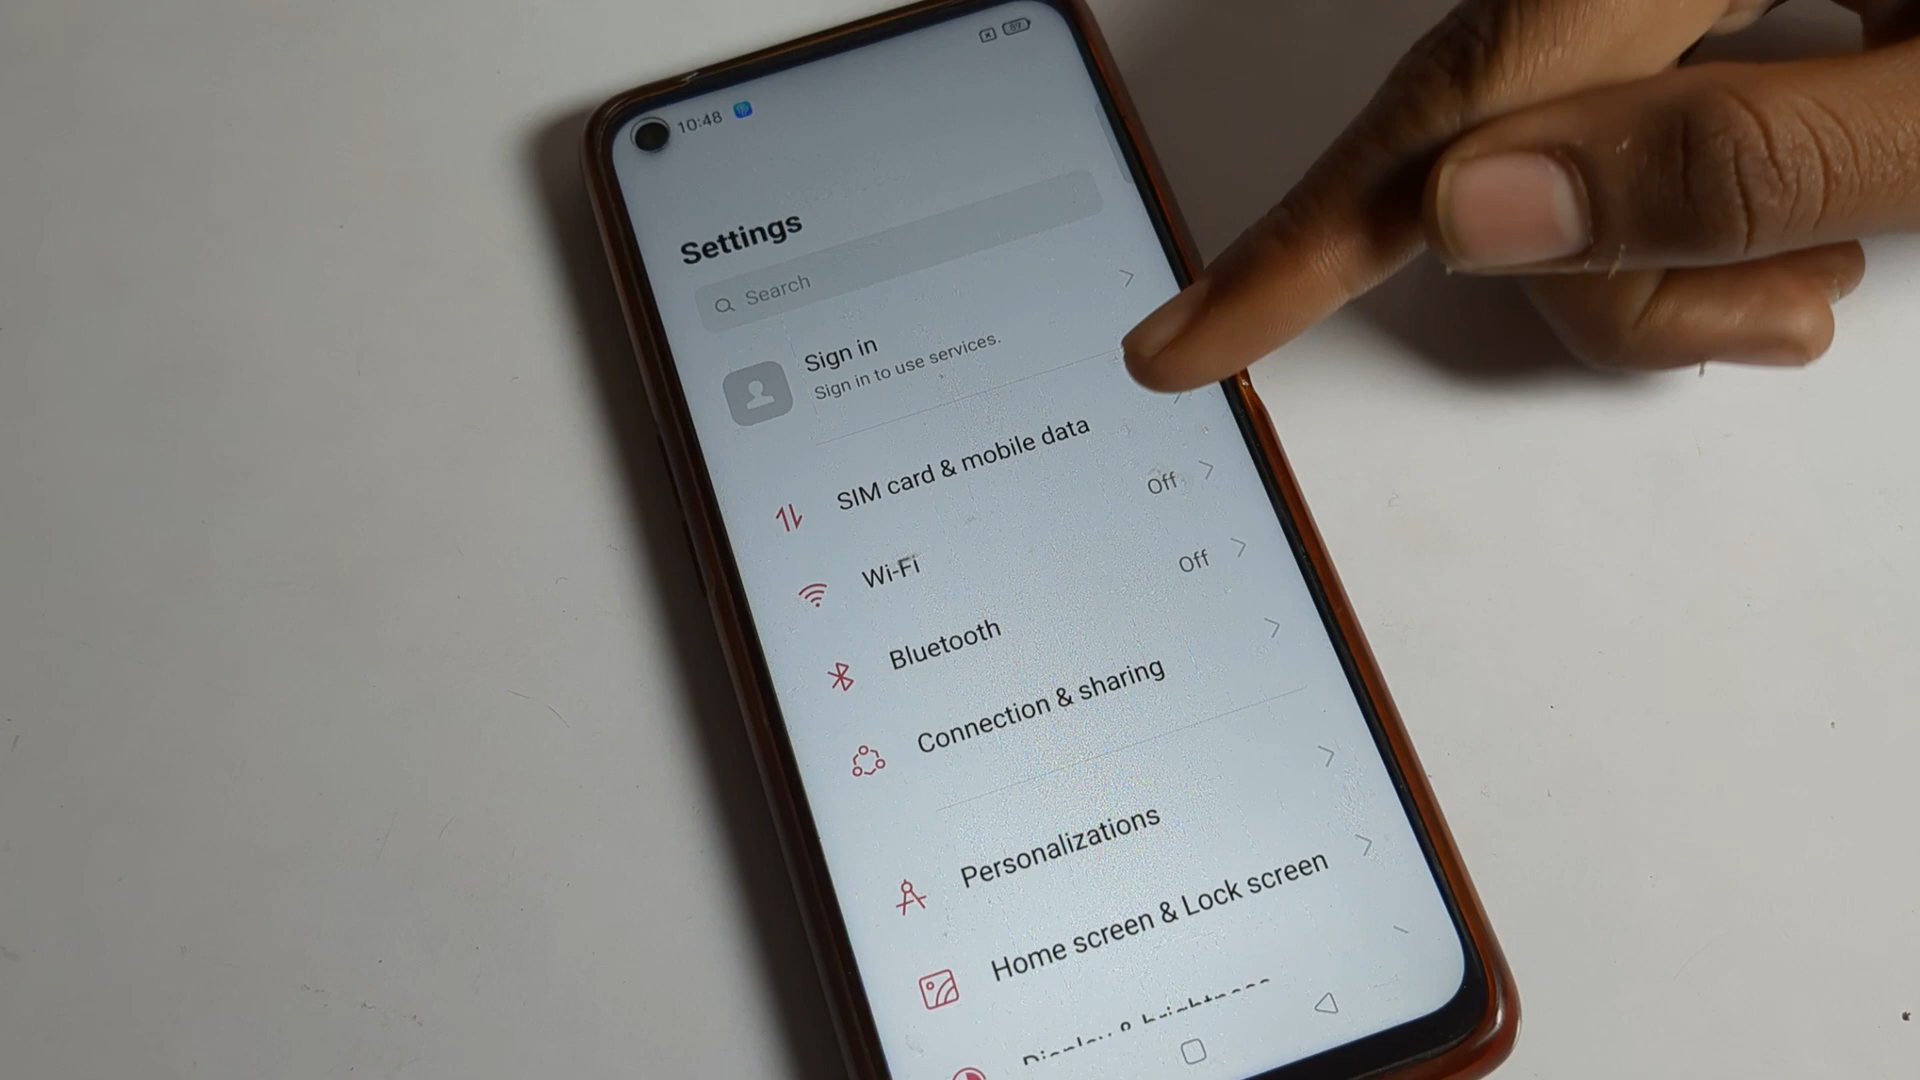 10:48
89
Settings
Search
Sign in
Sign in to use services.
SIM card & mobile data
Wi-Fi
Off
Bluetooth
Off
Connection & sharing
Personalizations
Home screen & Lock screen
Display & brightness